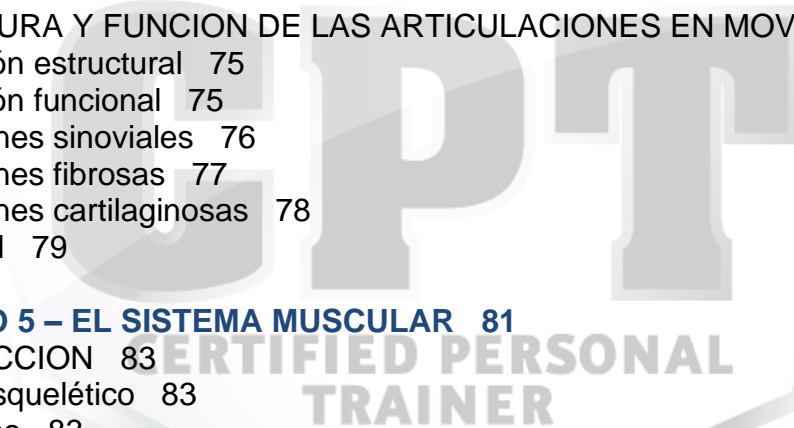 URA Y FUNCION DE LAS ARTICULACIONES EN MOV
ón estructural 75
ón funcional 75
nes sinoviales 76
nes fibrosas 77
nes cartilaginosas 78
79
O 5 – EL SISTEMA MUSCULAR 81
CCION 83
squelético 83
83
CPT
CERTIFIED PERSONAL
TRAINER